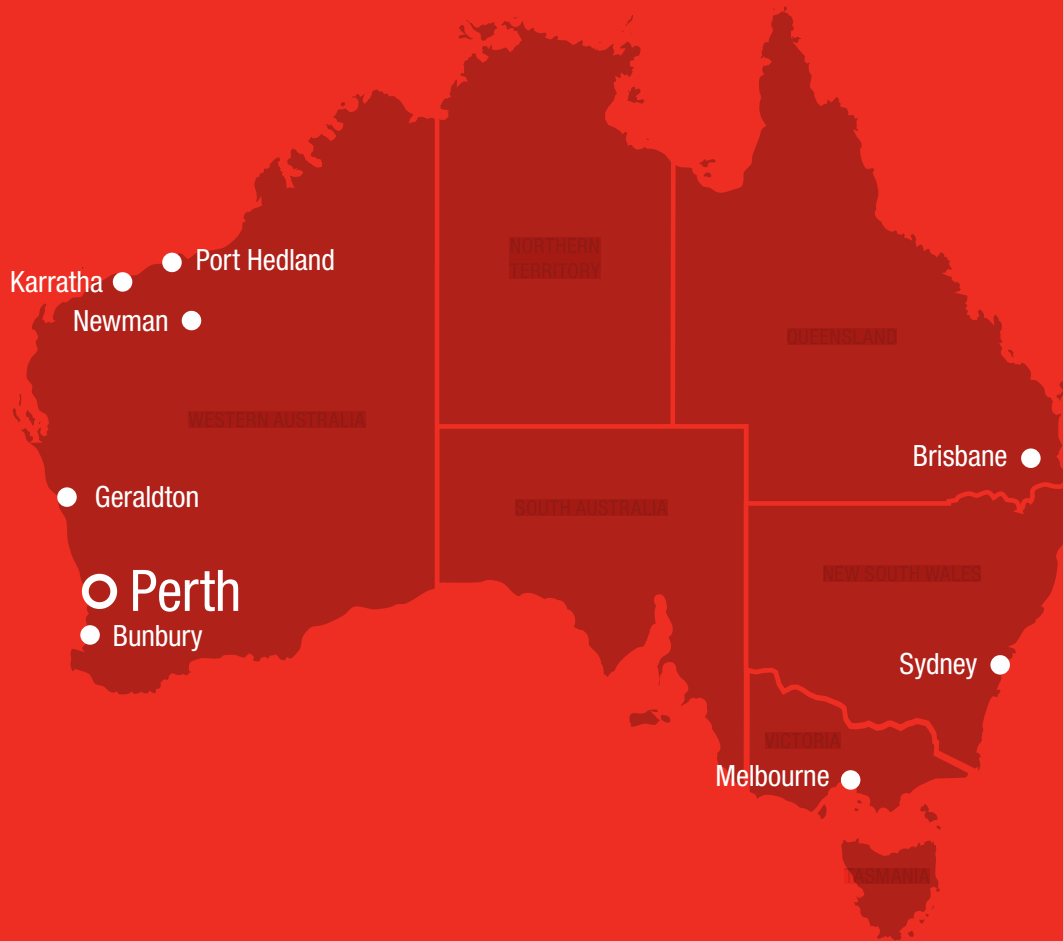 NORTHERN
TERRITORY
Port Hedland
Karratha
Newman
QUEENSLAND
WESTERN AUSTRALIA
Brisbane
Geraldton
SOUTH AUSTRALIA
NEW SOUTH WALES
Perth
Bunbury
Sydney
VICTORIA
Melbourne
TASMANIA